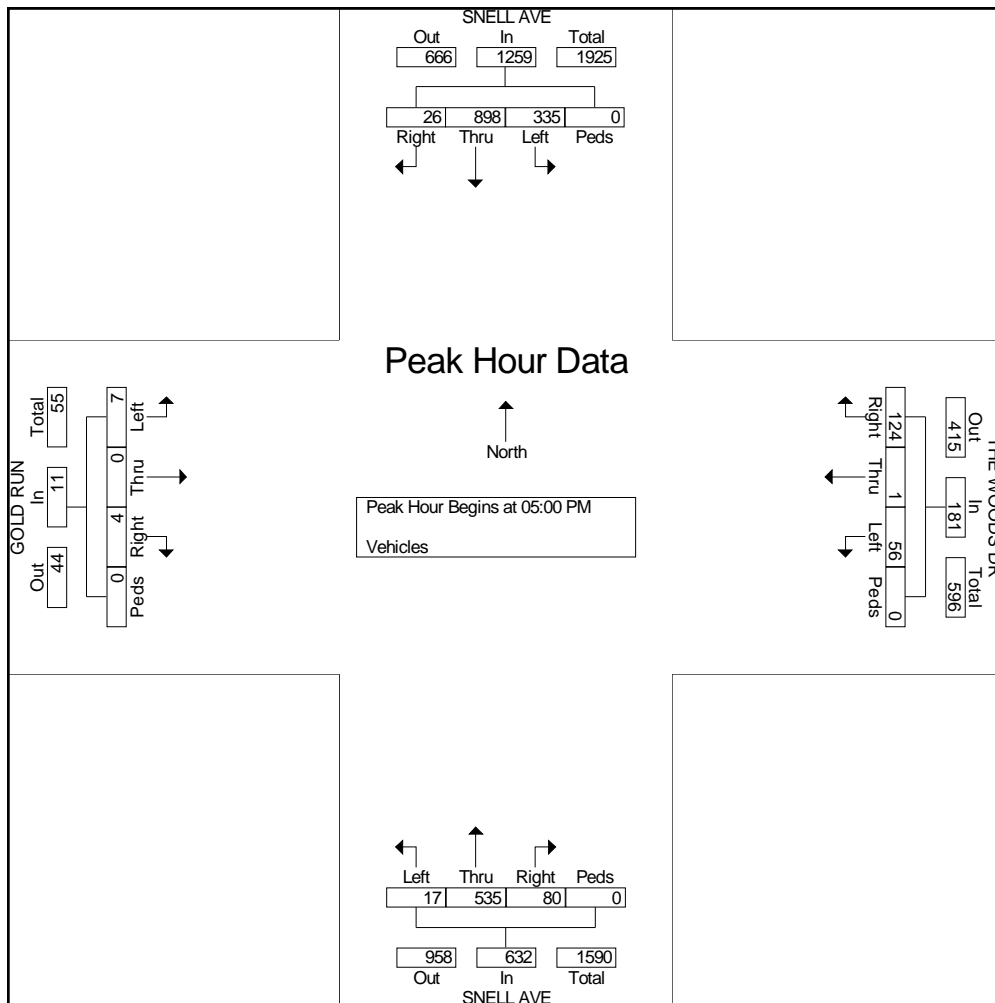 SNELL AVE
Out In Total
666 1259 1925
26 898 335 0
Right Thru Left Peds
Peak Hour Data
North
Peak Hour Begins at 05:00 PM
Vehicles
GOLD RUN
Total In Out
55 11 44
7 0 4 0
Left Thru Right Peds
THE WOODS DR
Out In Total
415 181 596
124 1 56 0
Right Thru Left Peds
Left Thru Right Peds
17 535 80 0
958 632 1590
Out In Total
SNELL AVE